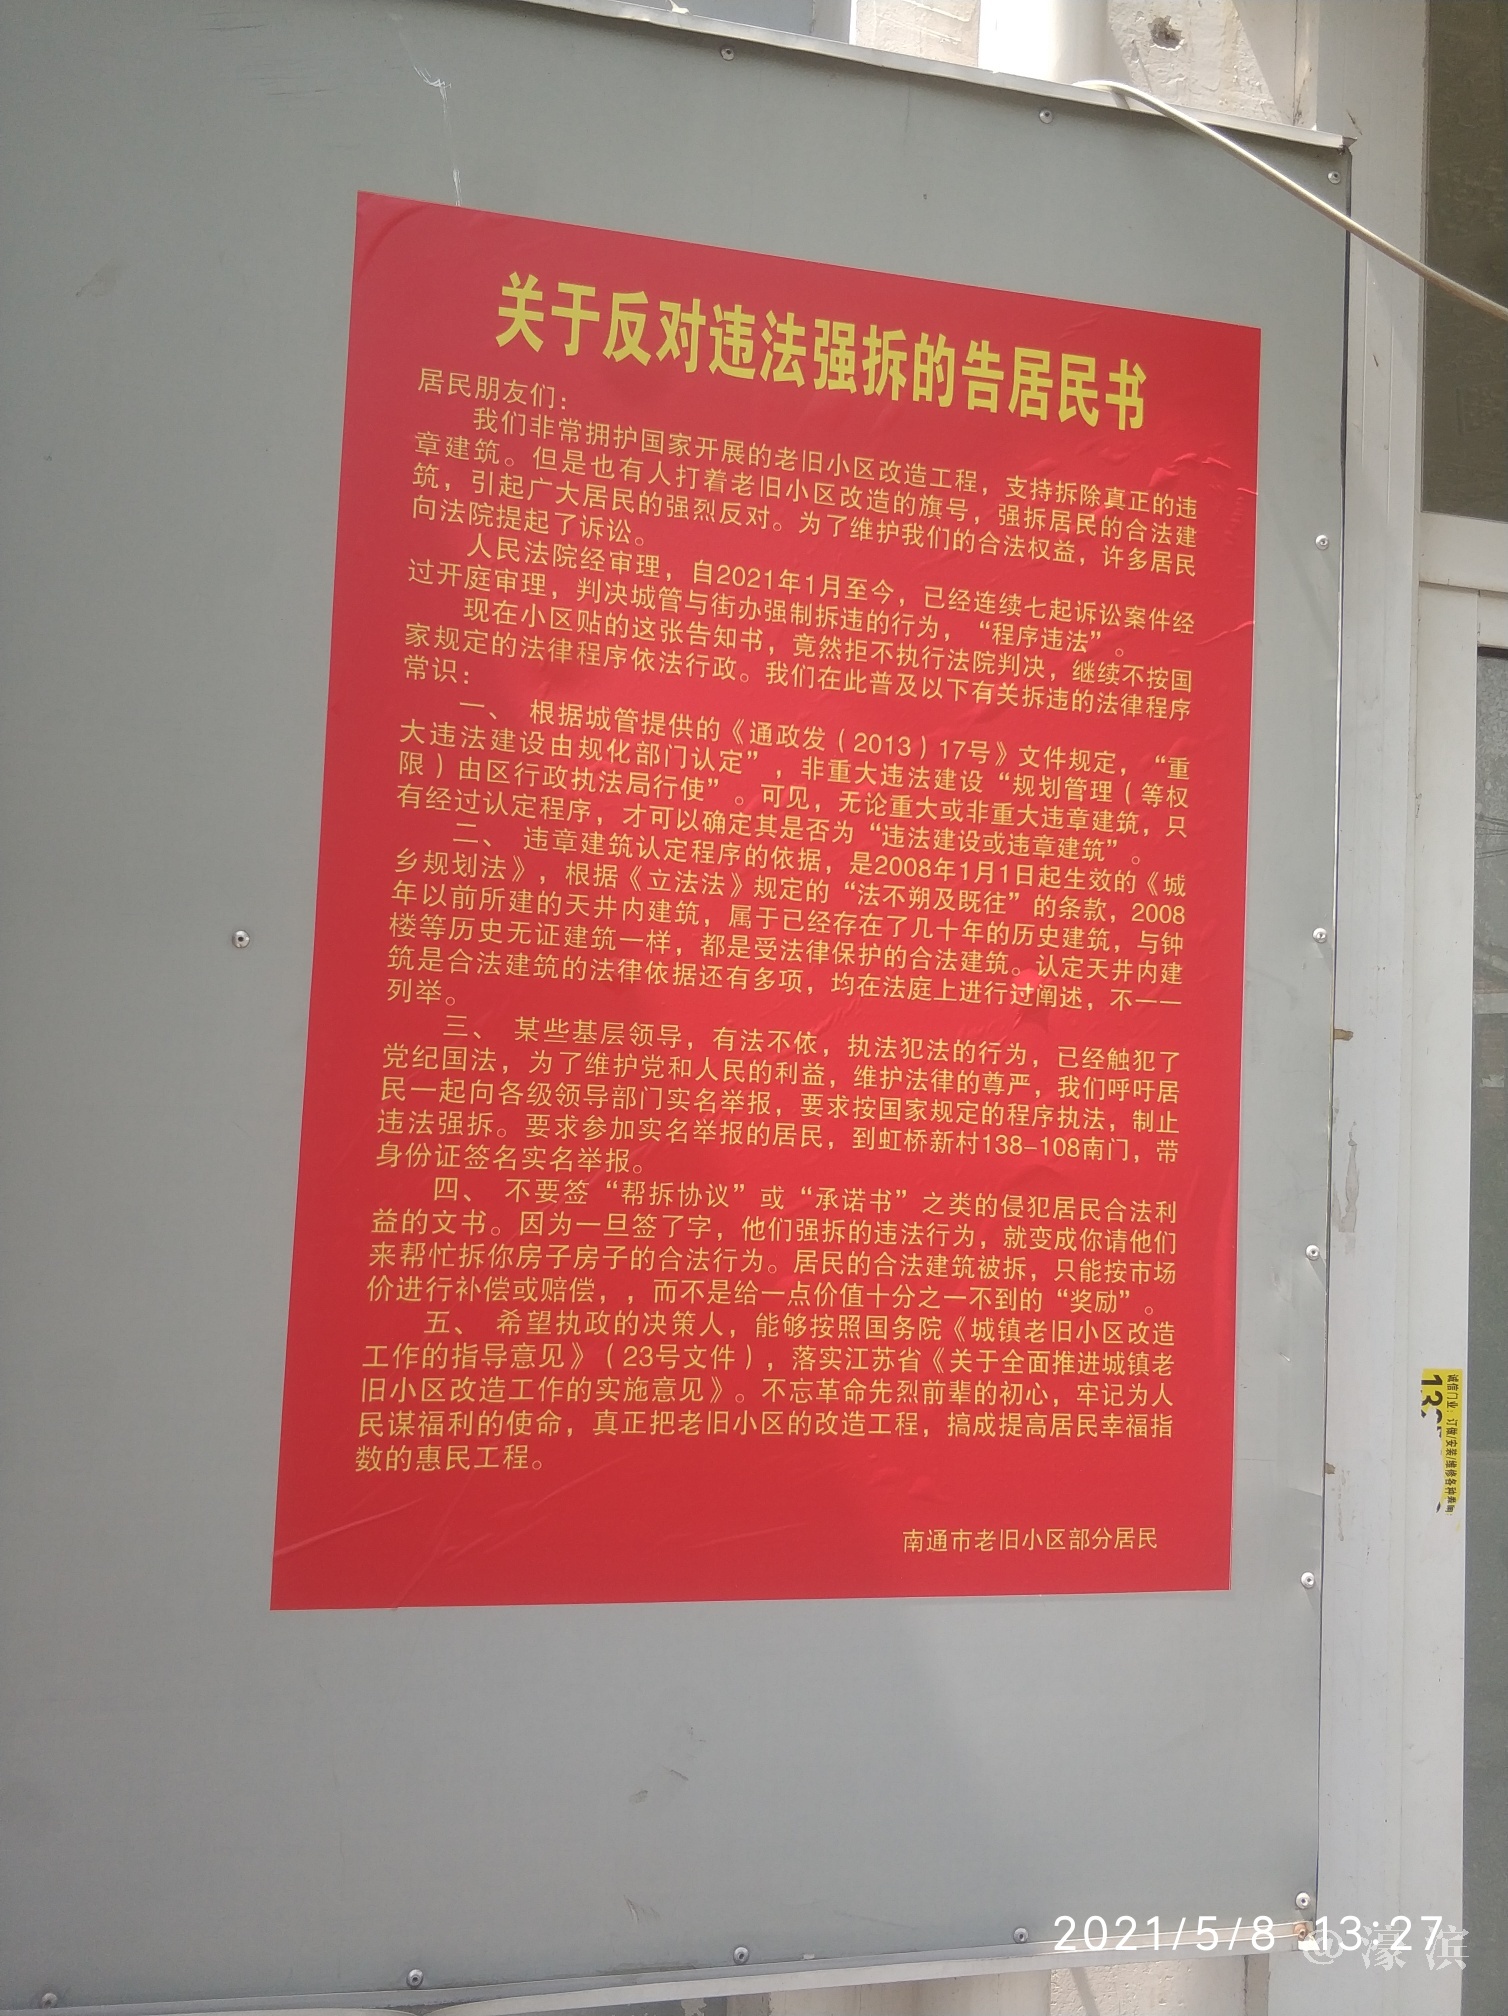 关于反对违法强拆的告居民书
居民朋友们：
我们非常拥护国家开展的老旧小区改造工程，支持拆除真正的违
章建筑。但是也有人打着老旧小区改造的旗号，强拆居民的合法建
筑，引起广大居民的强烈反对。为了维护我们的合法权益，许多居民
向法院提起了诉讼。
人民法院经审理，自2021年1月至今，已经连续七起诉讼案件经
过开庭审理，判决城管与街办强制拆违的行为，“程序违法”。
现在小区贴的这张告知书，竟然拒不执行法院判决，继续不按国
家规定的法律程序依法行政。我们在此普及以下有关拆违的法律程序
常识：
一、 根据城管提供的《通政发（2013）17号》文件规定，“重
大违法建设由规化部门认定”，非重大违法建设“规划管理（等权
限）由区行政执法局行使”。可见，无论重大或非重大违章建筑，只
有经过认定程序，才可以确定其是否为“违法建设或违章建筑”。
二、 违章建筑认定程序的依据，是2008年1月1日起生效的《城
乡规划法》，根据《立法法》规定的“法不朔及既往”的条款，2008
年以前所建的天井内建筑，属于已经存在了几十年的历史建筑，与钟
楼等历史无证建筑一样，都是受法律保护的合法建筑。认定天井内建
筑是合法建筑的法律依据还有多项，均在法庭上进行过阐述，不一一
列举。
三、 某些基层领导，有法不依，执法犯法的行为，已经触犯了
党纪国法，为了维护党和人民的利益，维护法律的尊严，我们呼吁居
民一起向各级领导部门实名举报，要求按国家规定的程序执法，制止
违法强拆。要求参加实名举报的居民，到虹桥新村138-108南门，带
身份证签名实名举报。
四、 不要签“帮拆协议”或“承诺书”之类的侵犯居民合法利
益的文书。因为一旦签了字，他们强拆的违法行为，就变成你请他们
来帮忙拆你房子房子的合法行为。居民的合法建筑被拆，只能按市场
价进行补偿或赔偿，，而不是给一点价值十分之一不到的“奖励”。
五、 希望执政的决策人，能够按照国务院《城镇老旧小区改造
工作的指导意见》（23号文件），落实江苏省《关于全面推进城镇老
旧小区改造工作的实施意见》。不忘革命先烈前辈的初心，牢记为人
民谋福利的使命，真正把老旧小区的改造工程，搞成提高居民幸福指
数的惠民工程。
南通市老旧小区部分居民
诚信门业：订做/安装/维修各种
2021/5/8 13:27
@濠滨